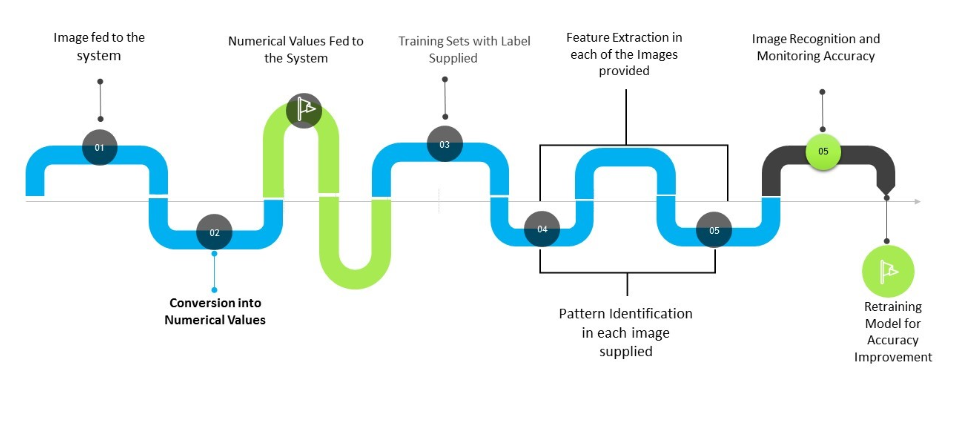 Image fed to the
system
Numerical Values Fed to
the System
Training Sets with Label
Supplied
Feature Extraction in
each of the Images
provided
Image Recognition and
Monitoring Accuracy
01
03
05
02
04
05
Conversion into
Numerical Values
Pattern Identification
in each image
supplied
Retraining
Model for
Accuracy
Improvement